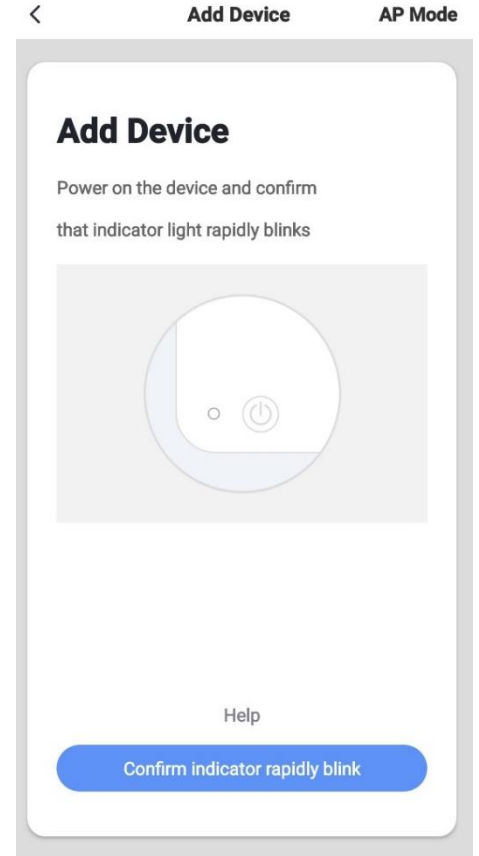 Add Device AP Mode
Add Device
Power on the device and confirm
that indicator light rapidly blinks
Help
Confirm indicator rapidly blink